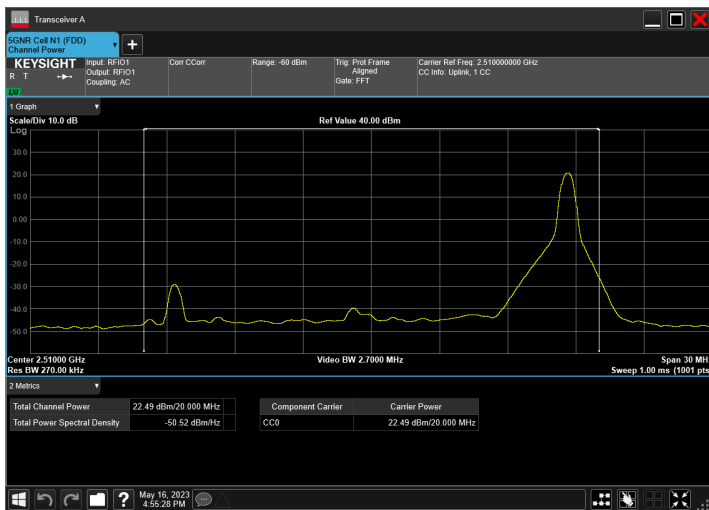 Transceiver A
5GNR Cell N1 (FDD)
Channel Power
KEYSIGHT
R T
LXI
Input: RFIO1
Output: RFIO1
Coupling: AC
Corr CCorr
Range: -60 dBm
Trig: Prot Frame
Aligned
Gate: FFT
Carrier Ref Freq: 2.510000000 GHz
CC Info: Uplink, 1 CC
1 Graph
Scale/Div 10.0 dB
Ref Value 40.00 dBm
Log
30.0
20.0
10.0
0.00
-10.0
-20.0
-30.0
-40.0
-50.0
Center 2.51000 GHz
Video BW 2.7000 MHz
Span 30 MH
Res BW 270.00 kHz
Sweep 1.00 ms (1001 pts
2 Metrics
Total Channel Power 22.49 dBm/20.000 MHz
Total Power Spectral Density -50.52 dBm/Hz
Component Carrier Carrier Power
CC0 22.49 dBm/20.000 MHz
?
May 16, 2023
4:55:28 PM